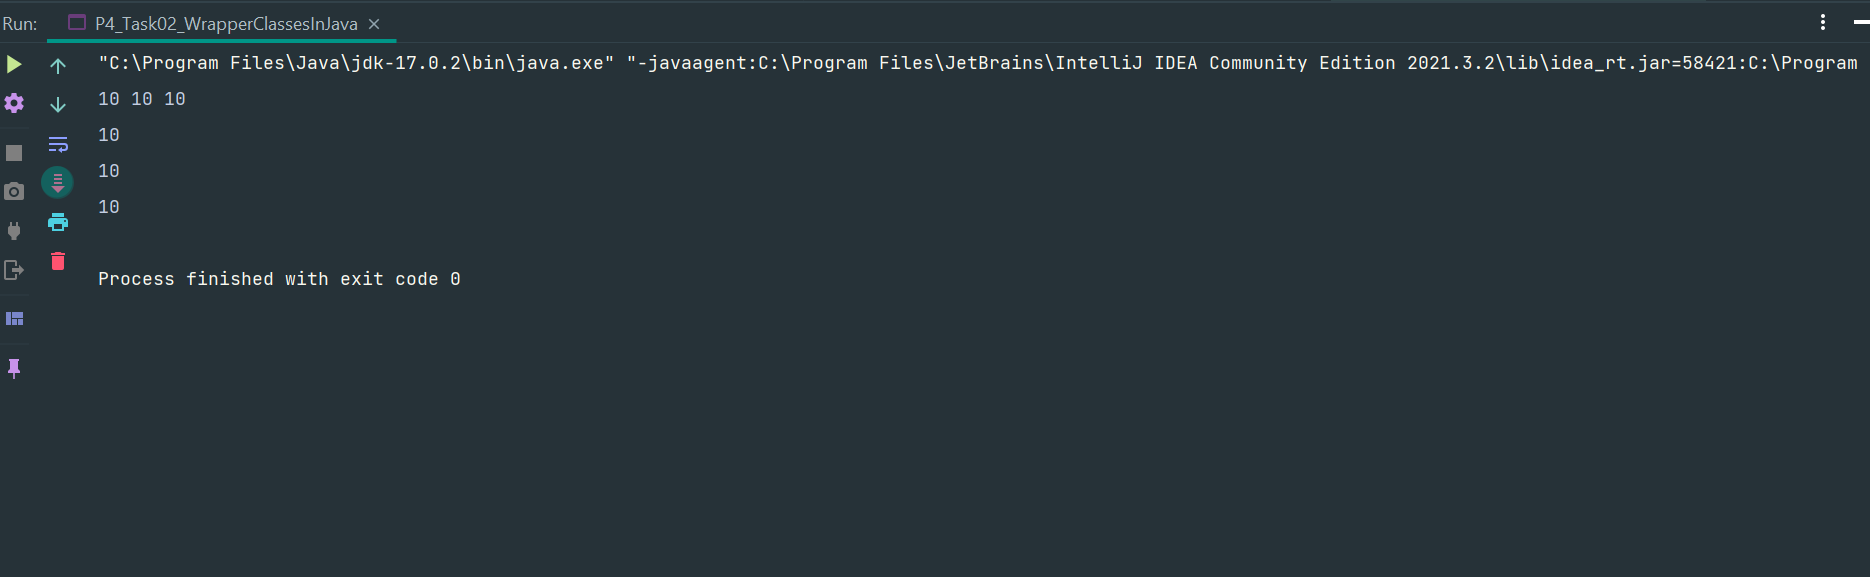 Run: P4_Task02_WrapperClassesInJava
"C:\Program Files\Java\jdk-17.0.2\bin\java.exe" "-javaagent:C:\Program Files\JetBrains\IntelliJ IDEA Community Edition 2021.3.2\lib\idea_rt.jar=58421:C:\Program
10 10 10
10
10
10
Process finished with exit code 0